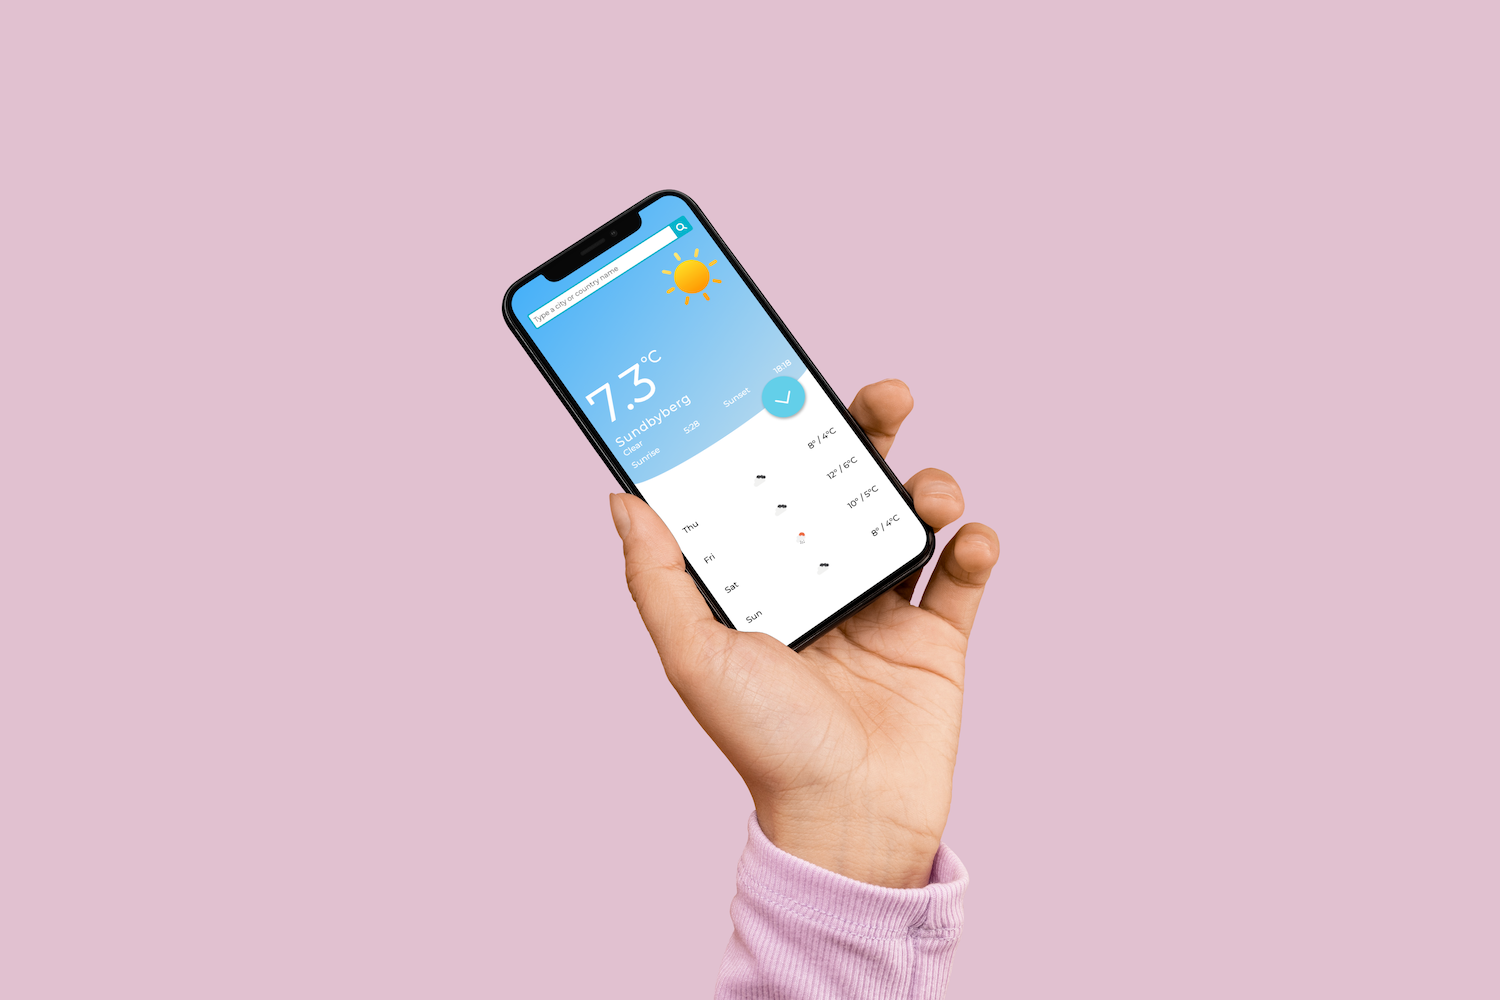 Type a city or country name
7.3°C
Sundbyberg
Clear
Sunrise 5:28 Sunset 18:18
Thu 8° / 4°C
Fri 12° / 6°C
Sat 10° / 5°C
Sun 8° / 4°C